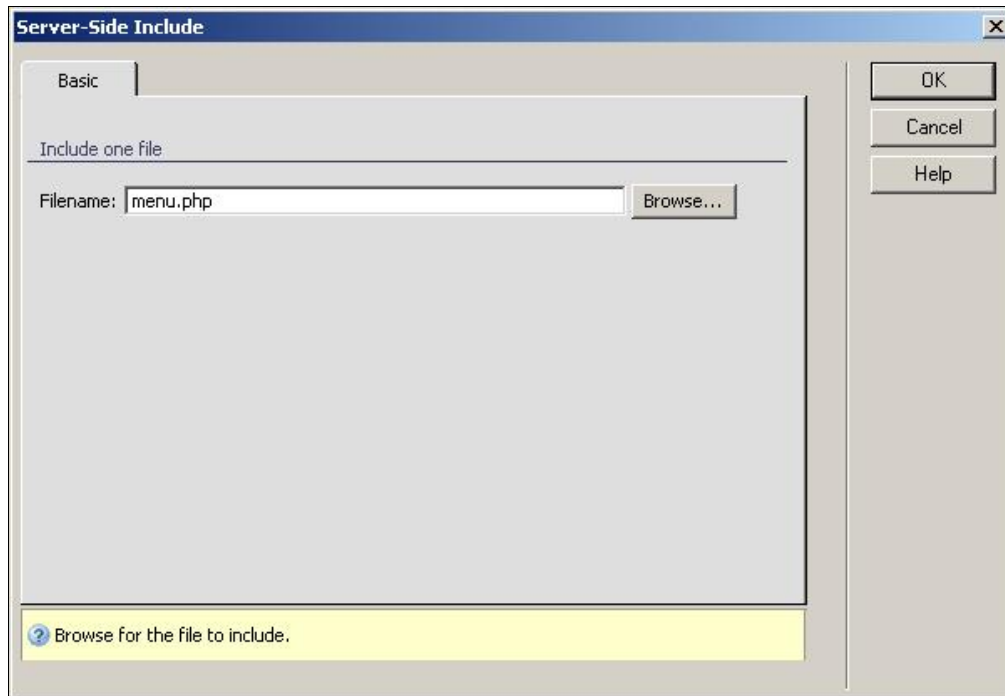 Server-Side Include
Basic
OK
Cancel
Help
Include one file
Filename: menu.php Browse...
Browse for the file to include.